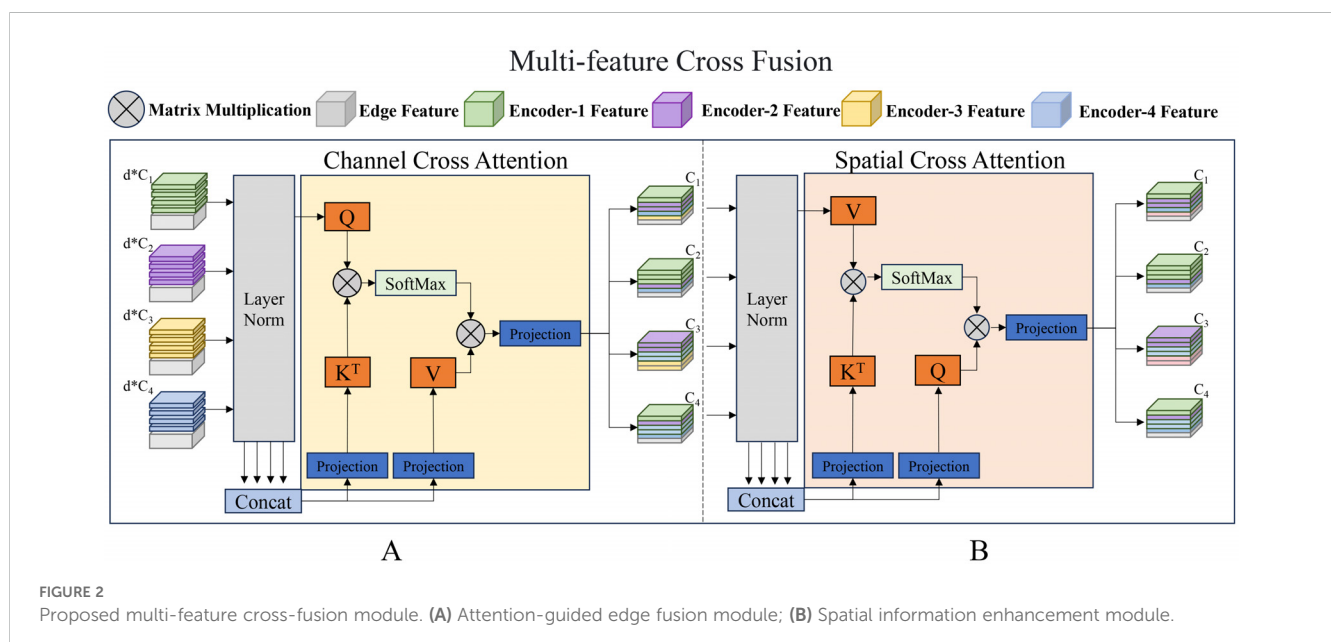 Multi-feature Cross Fusion
Matrix Multiplication Edge Feature Encoder-1 Feature Encoder-2 Feature Encoder-3 Feature Encoder-4 Feature
Channel Cross Attention
d*C1
d*C2
d*C3
d*C4
Layer
Norm
Q
SoftMax
Projection
K^T
V
Projection
Projection
Concat
C1
C2
C3
C4
A
Spatial Cross Attention
Layer
Norm
V
SoftMax
Projection
K^T
Q
Projection
Projection
Concat
C1
C2
C3
C4
B
FIGURE 2
Proposed multi-feature cross-fusion module. (A) Attention-guided edge fusion module; (B) Spatial information enhancement module.